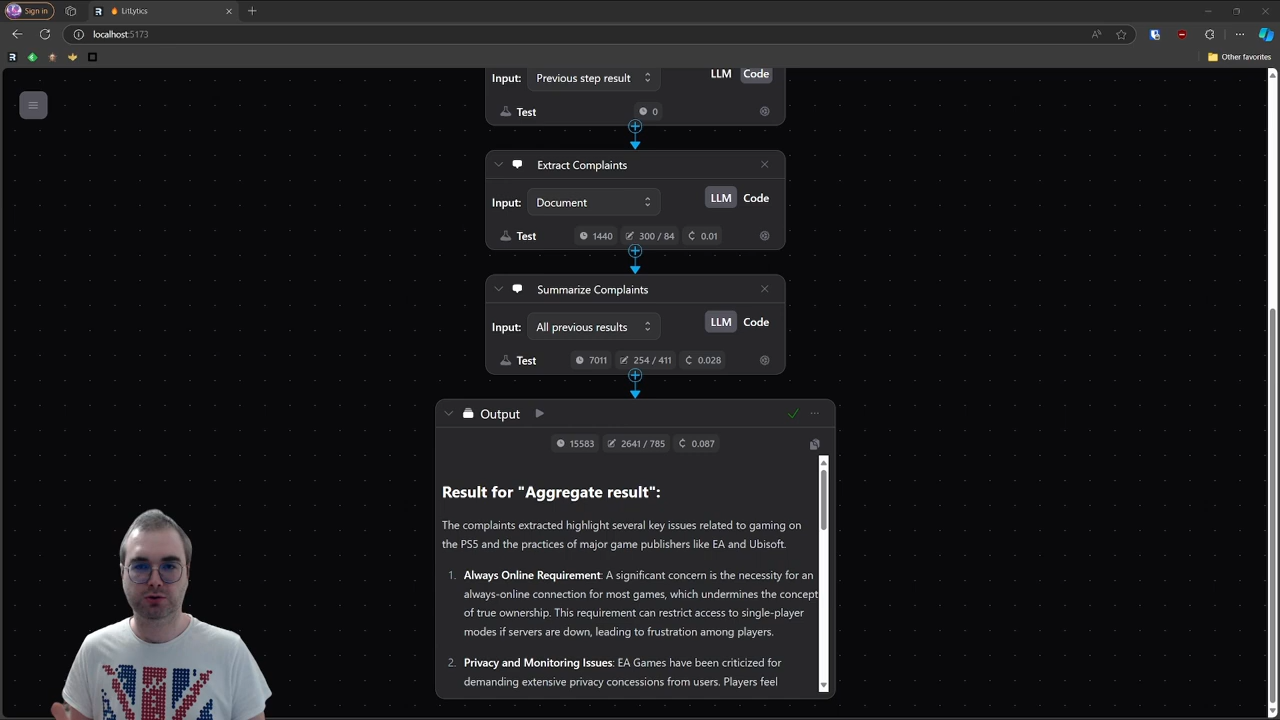 Sign in
LitLytics
localhost:5173
Other favorites
Input: Previous step result LLM Code
Test 0
Extract Complaints
Input: Document LLM Code
Test 1440 300 / 84 0.01
Summarize Complaints
Input: All previous results LLM Code
Test 7011 254 / 411 0.028
Output
15583 2641 / 785 0.087
Result for "Aggregate result":
The complaints extracted highlight several key issues related to gaming on
the PS5 and the practices of major game publishers like EA and Ubisoft.
1. Always Online Requirement: A significant concern is the necessity for an
always-online connection for most games, which undermines the concept
of true ownership. This requirement can restrict access to single-player
modes if servers are down, leading to frustration among players.
2. Privacy and Monitoring Issues: EA Games have been criticized for
demanding extensive privacy concessions from users. Players feel